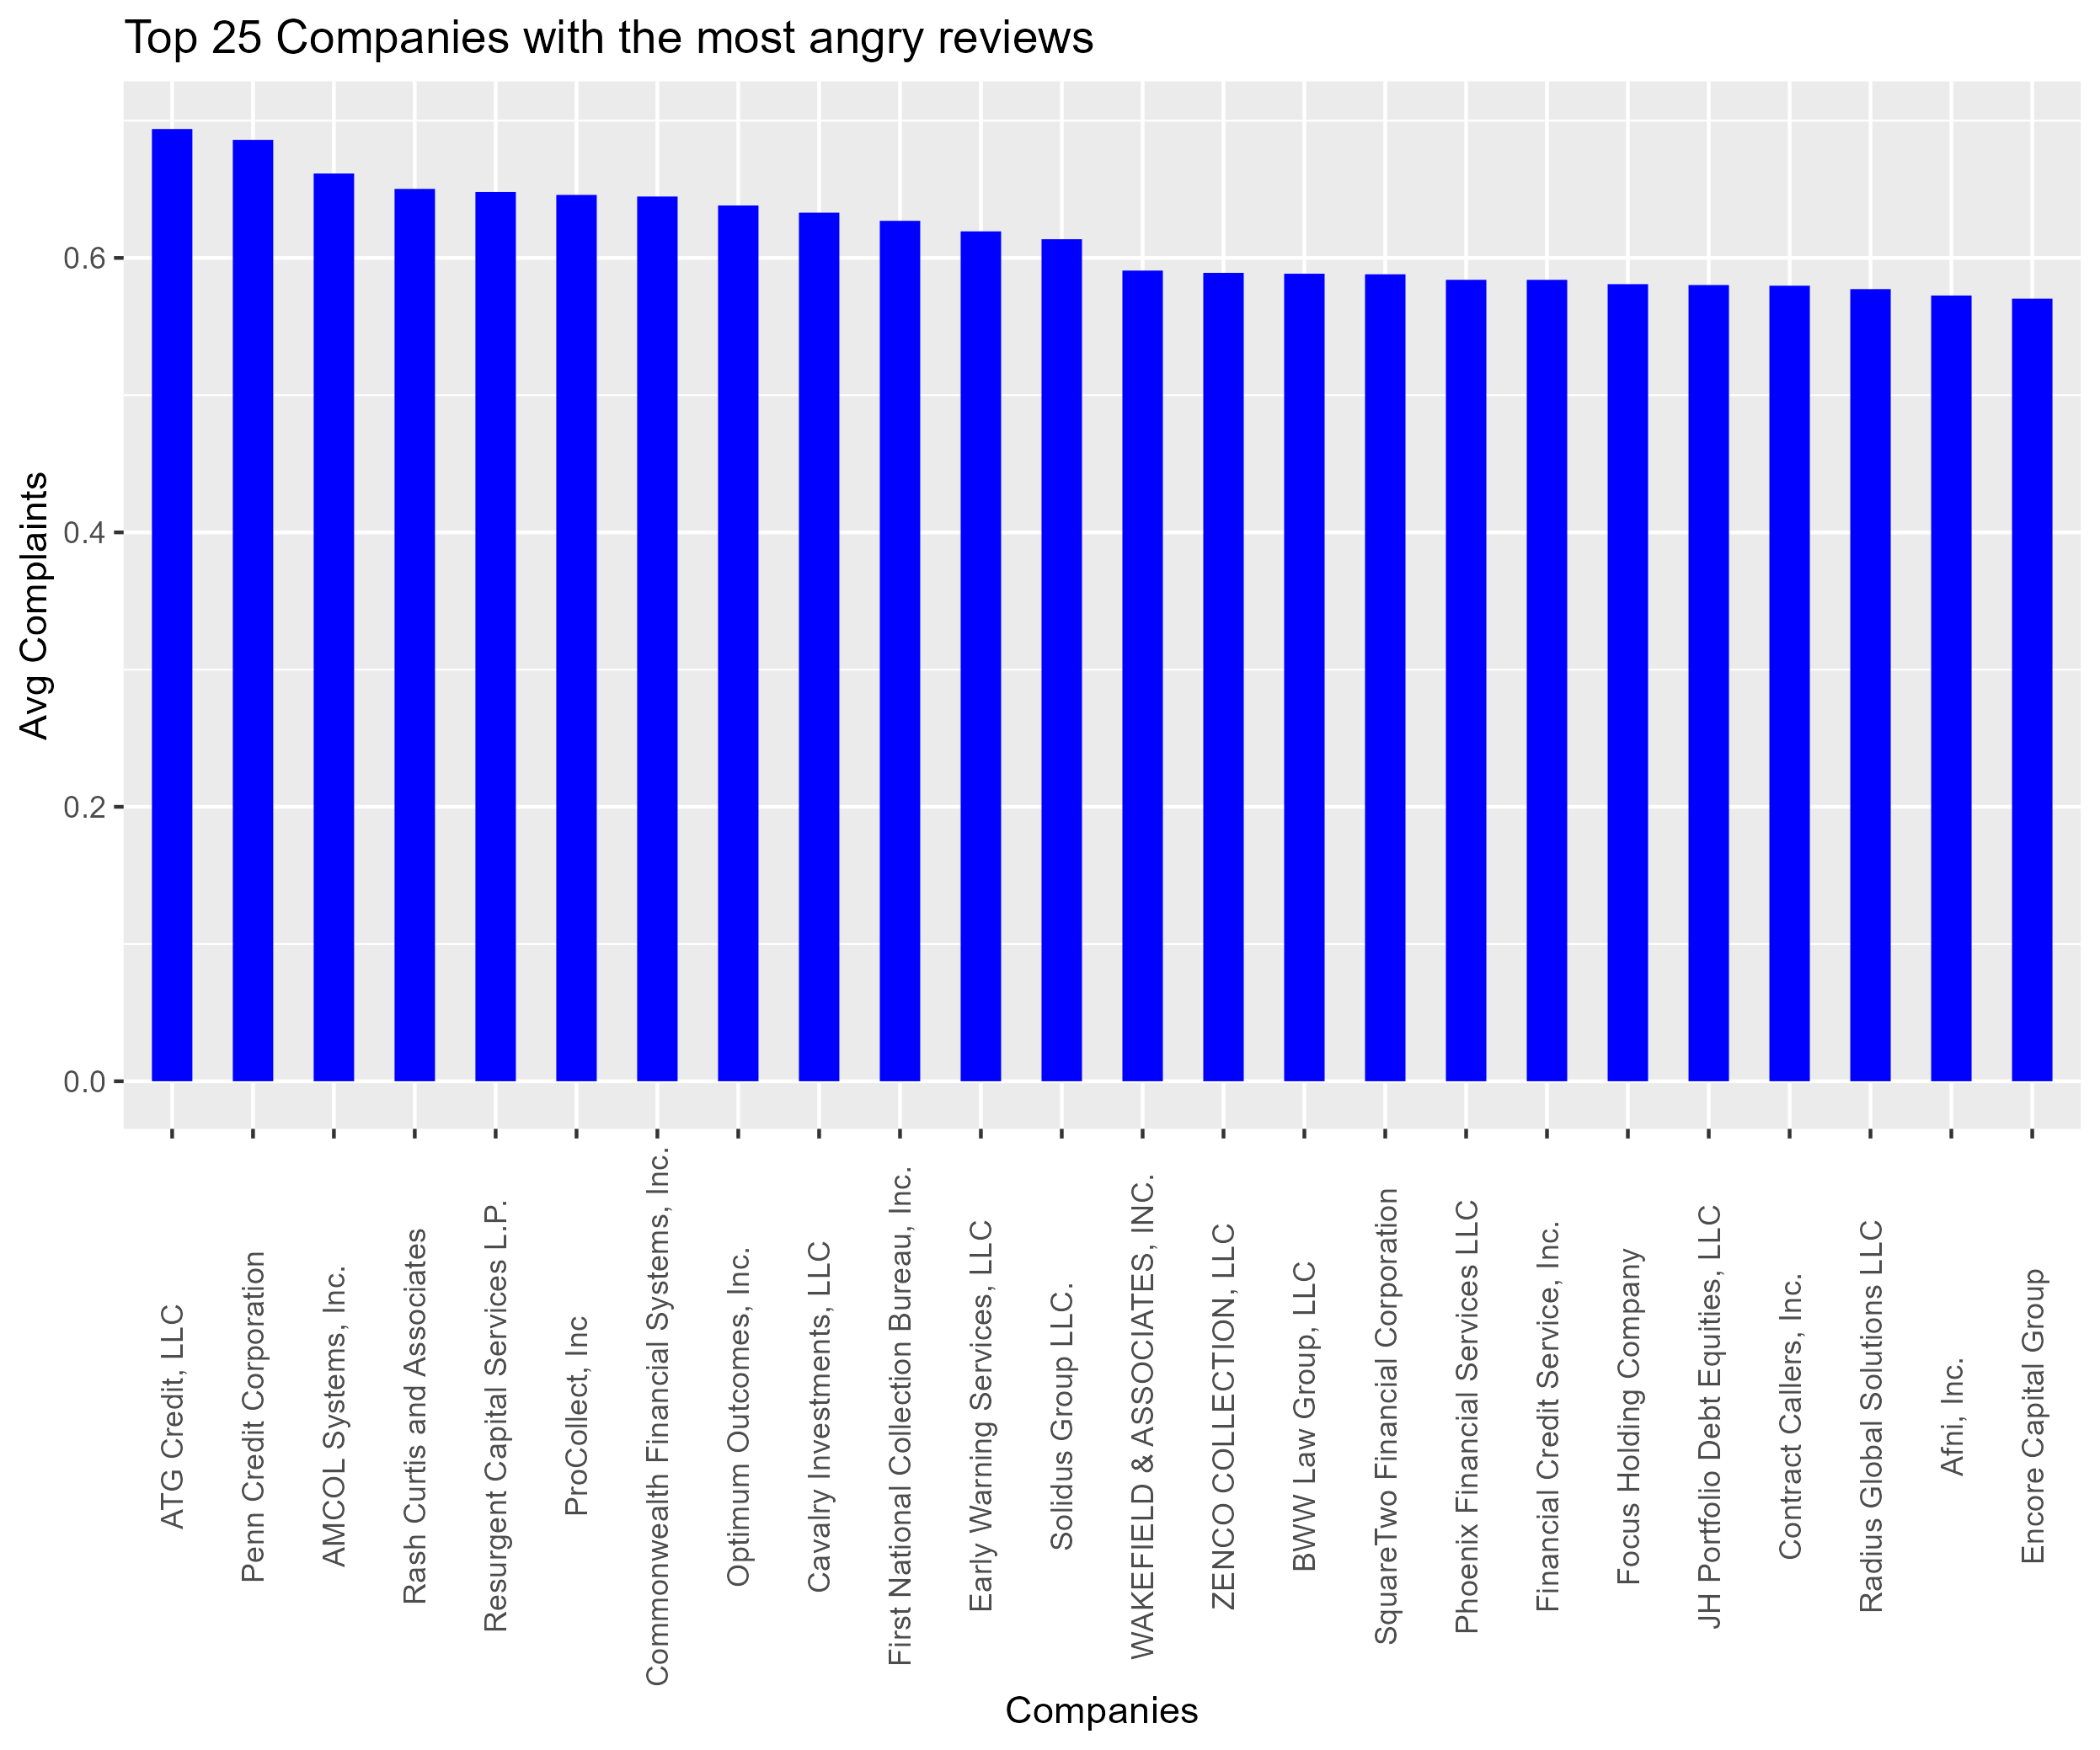 Top 25 Companies with the most angry reviews
Avg Complaints
0.6
0.4
0.2
0.0
ATG Credit, LLC
Penn Credit Corporation
AMCOL Systems, Inc.
Rash Curtis and Associates
Resurgent Capital Services L.P.
ProCollect, Inc
Commonwealth Financial Systems, Inc.
Optimum Outcomes, Inc.
Cavalry Investments, LLC
First National Collection Bureau, Inc.
Early Warning Services, LLC
Solidus Group LLC.
WAKEFIELD & ASSOCIATES, INC.
ZENCO COLLECTION, LLC
BWW Law Group, LLC
SquareTwo Financial Corporation
Phoenix Financial Services LLC
Financial Credit Service, Inc.
Focus Holding Company
JH Portfolio Debt Equities, LLC
Contract Callers, Inc.
Radius Global Solutions LLC
Afni, Inc.
Encore Capital Group
Companies